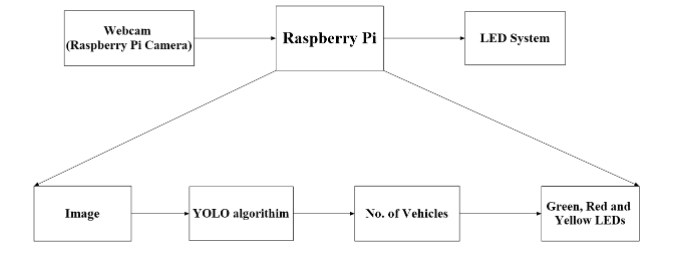 Webcam
(Raspberry Pi Camera)
Raspberry Pi
LED System
Image
YOLO algorithim
No. of Vehicles
Green, Red and
Yellow LEDs